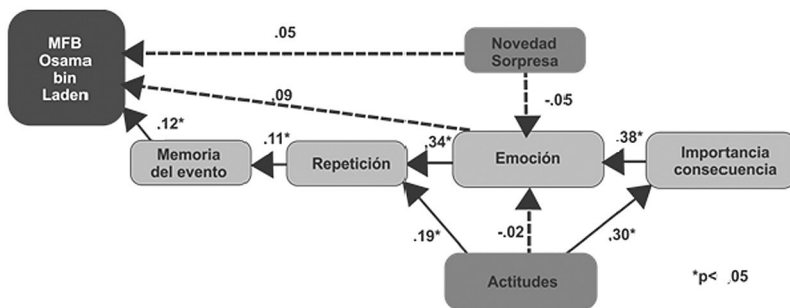 MFB
Osama
bin
Laden
.05
Novedad
Sorpresa
.09
-.05
.12*
.11*
.34*
.38*
Memoria
del evento
Repetición
Emoción
Importancia
consecuencia
.19*
-.02
.30*
Actitudes
*p< .05